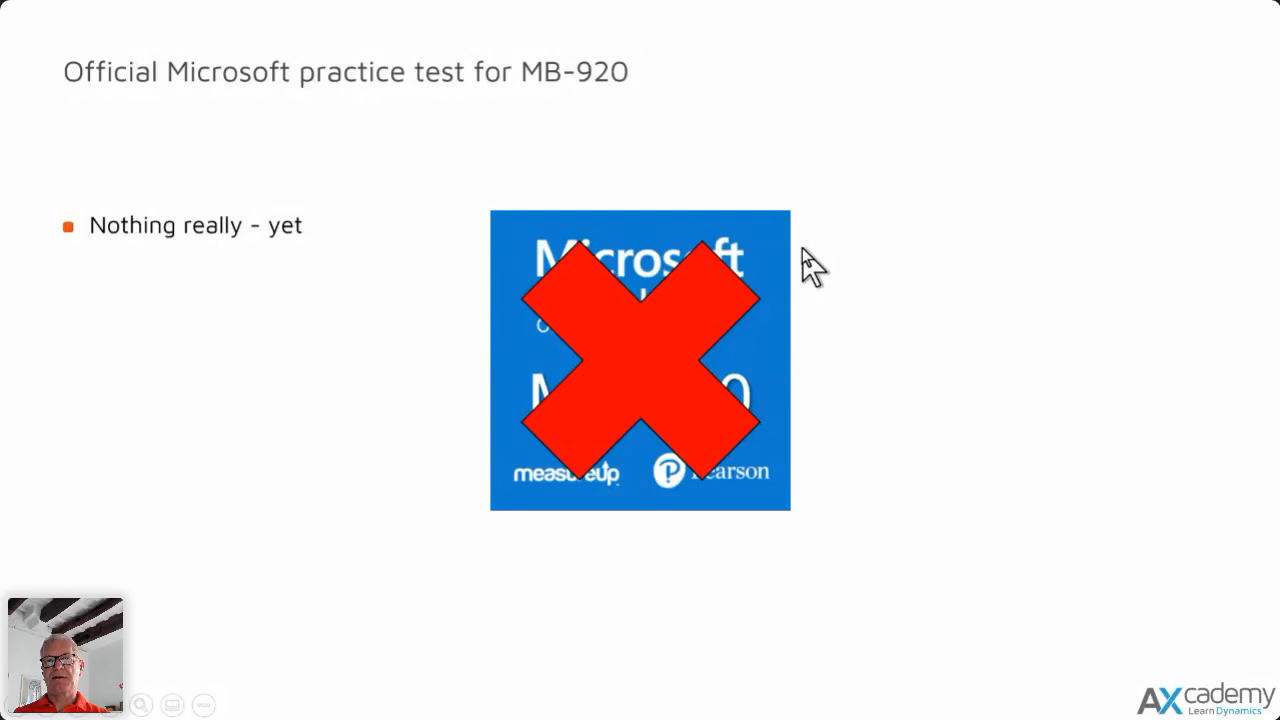 Official Microsoft practice test for MB-920
Nothing really - yet
Microsoft
measureup
Pearson
AXcademy
Learn Dynamics